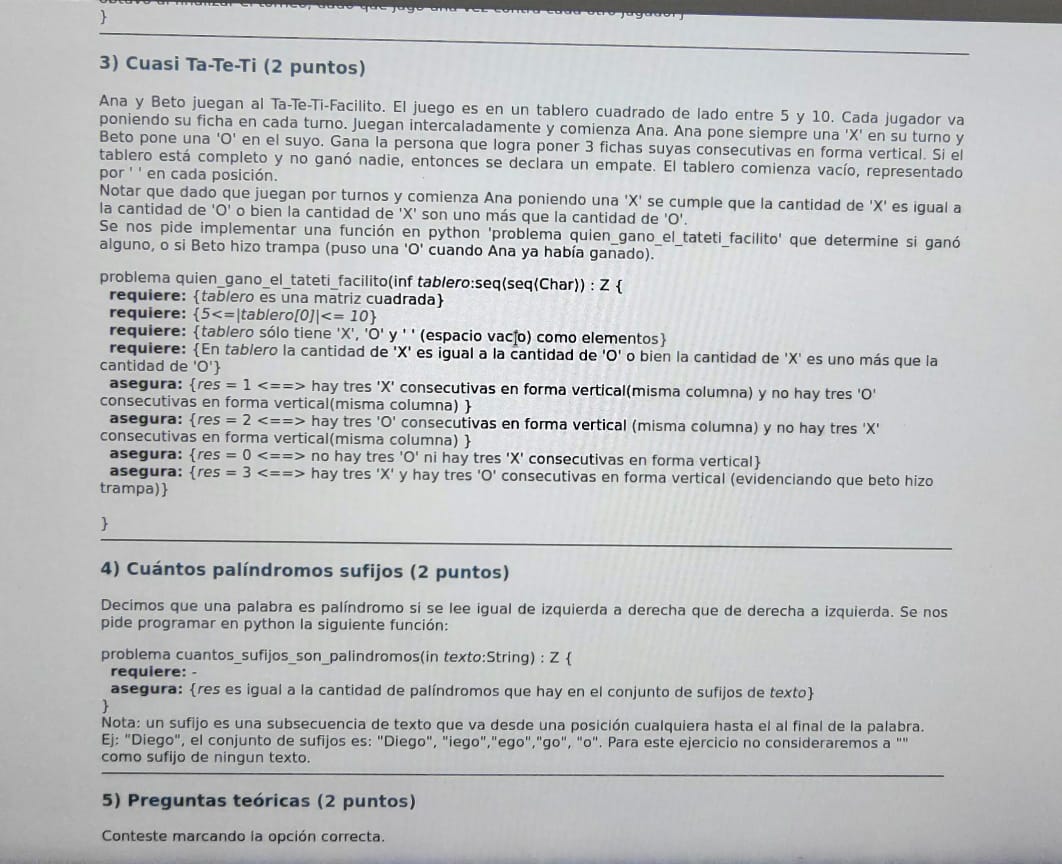 }
3) Cuasi Ta-Te-Ti (2 puntos)
Ana y Beto juegan al Ta-Te-Ti-Facilito. El juego es en un tablero cuadrado de lado entre 5 y 10. Cada jugador va
poniendo su ficha en cada turno. Juegan intercaladamente y comienza Ana. Ana pone siempre una 'X' en su turno y
Beto pone una 'O' en el suyo. Gana la persona que logra poner 3 fichas suyas consecutivas en forma vertical. Si el
tablero está completo y no ganó nadie, entonces se declara un empate. El tablero comienza vacío, representado
por ' ' en cada posición.
Notar que dado que juegan por turnos y comienza Ana poniendo una 'X' se cumple que la cantidad de 'X' es igual a
la cantidad de 'O' o bien la cantidad de 'X' son uno más que la cantidad de 'O'.
Se nos pide implementar una función en python 'problema quien_gano_el_tateti_facilito' que determine si ganó
alguno, o si Beto hizo trampa (puso una 'O' cuando Ana ya había ganado).
problema quien_gano_el_tateti_facilito(inf tablero:seq⟨seq⟨Char⟩) : Z {
requiere: {tablero es una matriz cuadrada}
requiere: {5<=|tablero[0]|<= 10}
requiere: {tablero sólo tiene 'X', 'O' y ' ' (espacio vacío) como elementos}
requiere: {En tablero la cantidad de 'X' es igual a la cantidad de 'O' o bien la cantidad de 'X' es uno más que la
cantidad de 'O'}
asegura: {res = 1 <==> hay tres 'X' consecutivas en forma vertical(misma columna) y no hay tres 'O'
consecutivas en forma vertical(misma columna) }
asegura: {res = 2 <==> hay tres 'O' consecutivas en forma vertical (misma columna) y no hay tres 'X'
consecutivas en forma vertical(misma columna) }
asegura: {res = 0 <==> no hay tres 'O' ni hay tres 'X' consecutivas en forma vertical}
asegura: {res = 3 <==> hay tres 'X' y hay tres 'O' consecutivas en forma vertical (evidenciando que beto hizo
trampa)}
}
4) Cuántos palíndromos sufijos (2 puntos)
Decimos que una palabra es palíndromo si se lee igual de izquierda a derecha que de derecha a izquierda. Se nos
pide programar en python la siguiente función:
problema cuantos_sufijos_son_palindromos(in texto:String) : Z {
requiere: -
asegura: {res es igual a la cantidad de palíndromos que hay en el conjunto de sufijos de texto}
}
Nota: un sufijo es una subsecuencia de texto que va desde una posición cualquiera hasta el al final de la palabra.
Ej: "Diego", el conjunto de sufijos es: "Diego", "iego","ego","go", "o". Para este ejercicio no consideraremos a ""
como sufijo de ningun texto.
5) Preguntas teóricas (2 puntos)
Conteste marcando la opción correcta.